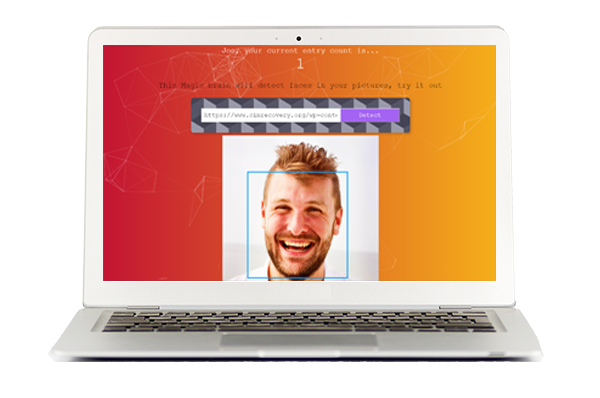 Joey, your current entry count is...
1
This Magic Brain will detect faces in your pictures, try it out
https://www.rimrecovery.org/wp-cont
Detect